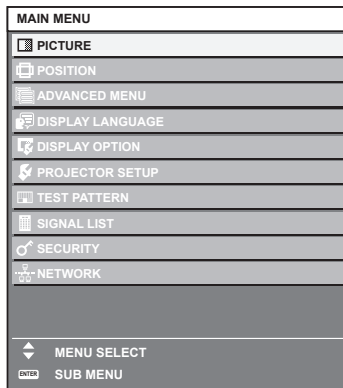 MAIN MENU
PICTURE
POSITION
ADVANCED MENU
DISPLAY LANGUAGE
DISPLAY OPTION
PROJECTOR SETUP
TEST PATTERN
SIGNAL LIST
SECURITY
NETWORK
MENU SELECT
ENTER SUB MENU